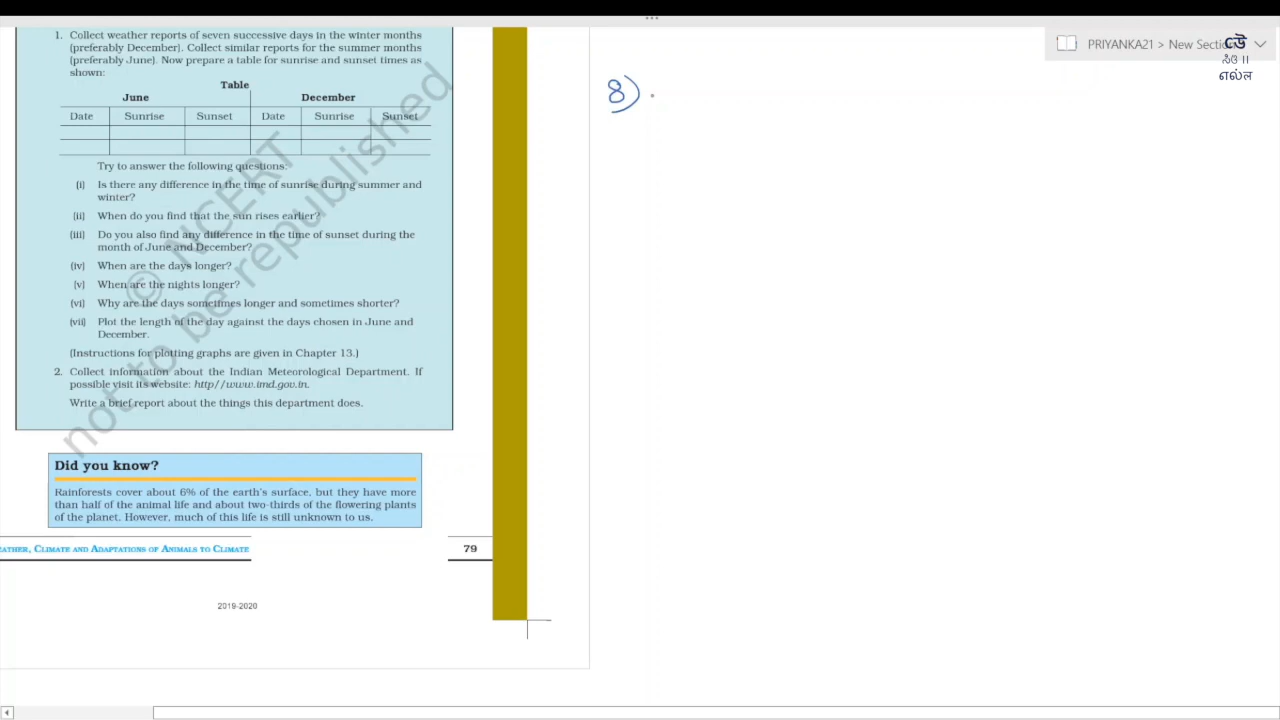 1. Collect weather reports of seven successive days in the winter months
(preferably December). Collect similar reports for the summer months
(preferably June). Now prepare a table for sunrise and sunset times as
shown:
Table
June December
Date Sunrise Sunset Date Sunrise Sunset
Try to answer the following questions:
(i) Is there any difference in the time of sunrise during summer and
winter?
(ii) When do you find that the sun rises earlier?
(iii) Do you also find any difference in the time of sunset during the
month of June and December?
(iv) When are the days longer?
(v) When are the nights longer?
(vi) Why are the days sometimes longer and sometimes shorter?
(vii) Plot the length of the day against the days chosen in June and
December.
(Instructions for plotting graphs are given in Chapter 13.)
2. Collect information about the Indian Meteorological Department. If
possible visit its website: http//www.imd.gov.in.
Write a brief report about the things this department does.
© NCERT
not to be republished
Did you know?
Rainforests cover about 6% of the earth's surface, but they have more
than half of the animal life and about two-thirds of the flowering plants
of the planet. However, much of this life is still unknown to us.
EATHER, CLIMATE AND ADAPTATIONS OF ANIMALS TO CLIMATE 79
2019-2020
8)
PRIYANKA21 > New Section